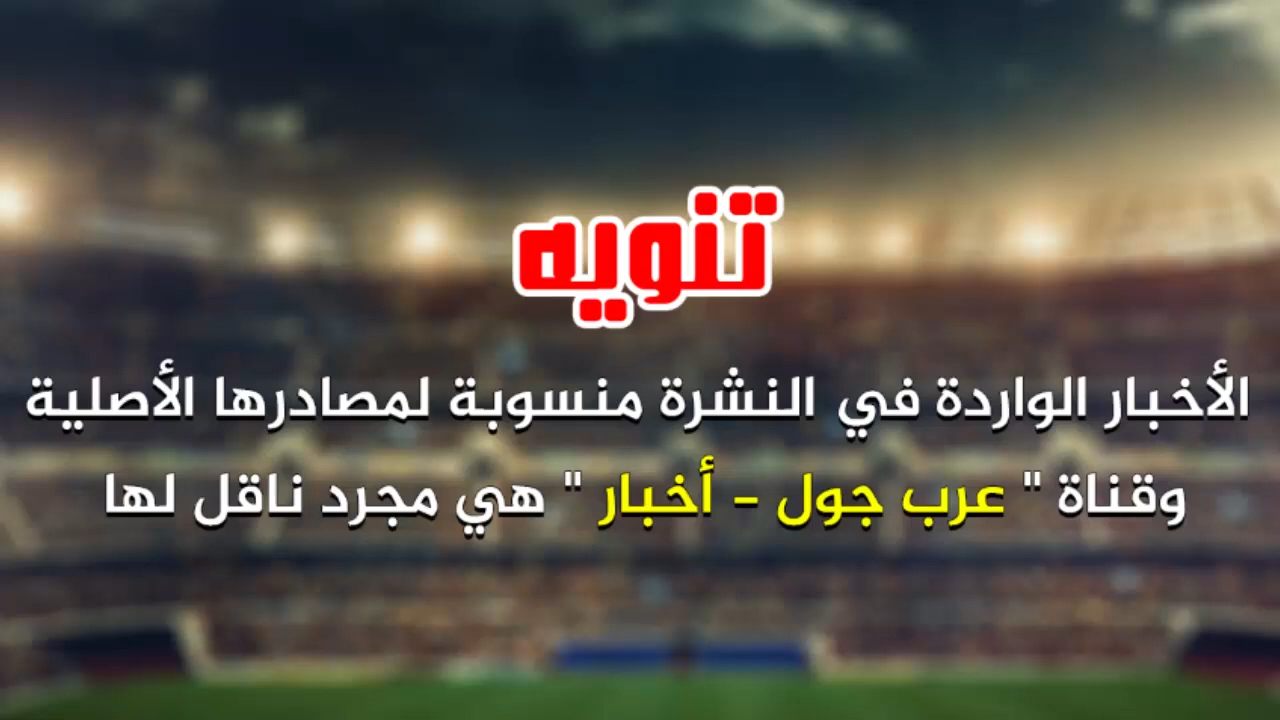 تنويه
الأخبار الواردة في النشرة منسوبة لمصادرها الأصلية
وقناة " عرب جول - أخبار " هي مجرد ناقل لها